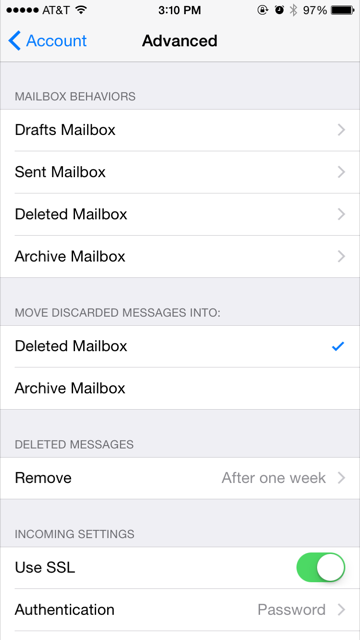 AT&T 3:10 PM 97%
Account Advanced
MAILBOX BEHAVIORS
Drafts Mailbox
Sent Mailbox
Deleted Mailbox
Archive Mailbox
MOVE DISCARDED MESSAGES INTO:
Deleted Mailbox
Archive Mailbox
DELETED MESSAGES
Remove After one week
INCOMING SETTINGS
Use SSL
Authentication Password